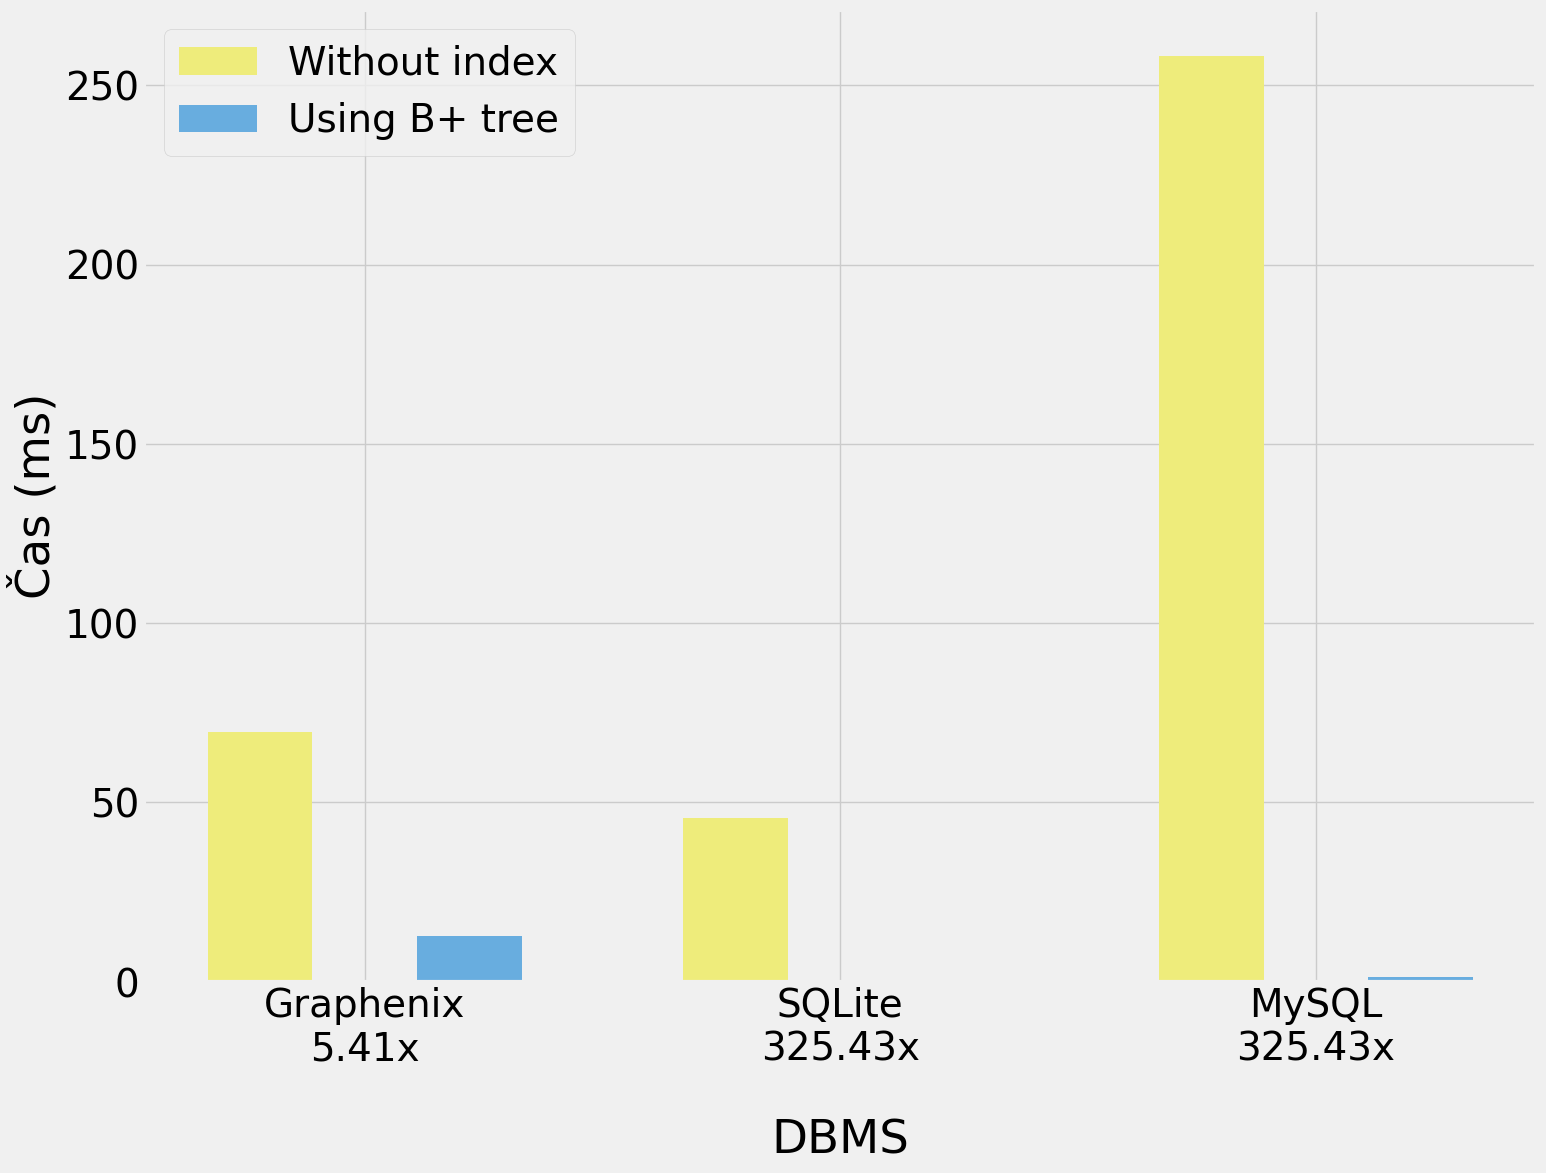 Without index
Using B+ tree
250
200
150
100
50
0
Čas (ms)
Graphenix
5.41x
SQLite
325.43x
MySQL
325.43x
DBMS